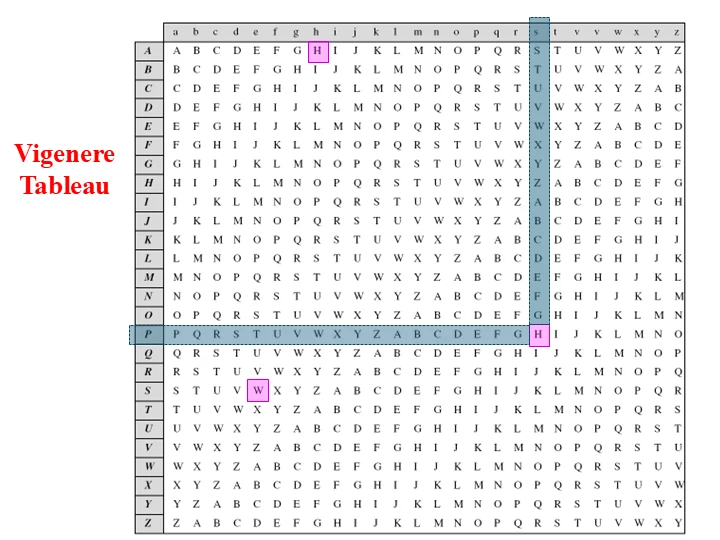 Vigenere
Tableau
a b c d e f g h i j k l m n o p q r s t v v w x y z
A A B C D E F G H I J K L M N O P Q R S T U V W X Y Z
B B C D E F G H I J K L M N O P Q R S T U V W X Y Z A
C C D E F G H I J K L M N O P Q R S T U V W X Y Z A B
D D E F G H I J K L M N O P Q R S T U V W X Y Z A B C
E E F G H I J K L M N O P Q R S T U V W X Y Z A B C D
F F G H I J K L M N O P Q R S T U V W X Y Z A B C D E
G G H I J K L M N O P Q R S T U V W X Y Z A B C D E F
H H I J K L M N O P Q R S T U V W X Y Z A B C D E F G
I I J K L M N O P Q R S T U V W X Y Z A B C D E F G H
J J K L M N O P Q R S T U V W X Y Z A B C D E F G H I
K K L M N O P Q R S T U V W X Y Z A B C D E F G H I J
L L M N O P Q R S T U V W X Y Z A B C D E F G H I J K
M M N O P Q R S T U V W X Y Z A B C D E F G H I J K L
N N O P Q R S T U V W X Y Z A B C D E F G H I J K L M
O O P Q R S T U V W X Y Z A B C D E F G H I J K L M N
P P Q R S T U V W X Y Z A B C D E F G H I J K L M N O
Q Q R S T U V W X Y Z A B C D E F G H I J K L M N O P
R R S T U V W X Y Z A B C D E F G H I J K L M N O P Q
S S T U V W X Y Z A B C D E F G H I J K L M N O P Q R
T T U V W X Y Z A B C D E F G H I J K L M N O P Q R S
U U V W X Y Z A B C D E F G H I J K L M N O P Q R S T
V V W X Y Z A B C D E F G H I J K L M N O P Q R S T U
W W X Y Z A B C D E F G H I J K L M N O P Q R S T U V
X X Y Z A B C D E F G H I J K L M N O P Q R S T U V W
Y Y Z A B C D E F G H I J K L M N O P Q R S T U V W X
Z Z A B C D E F G H I J K L M N O P Q R S T U V W X Y